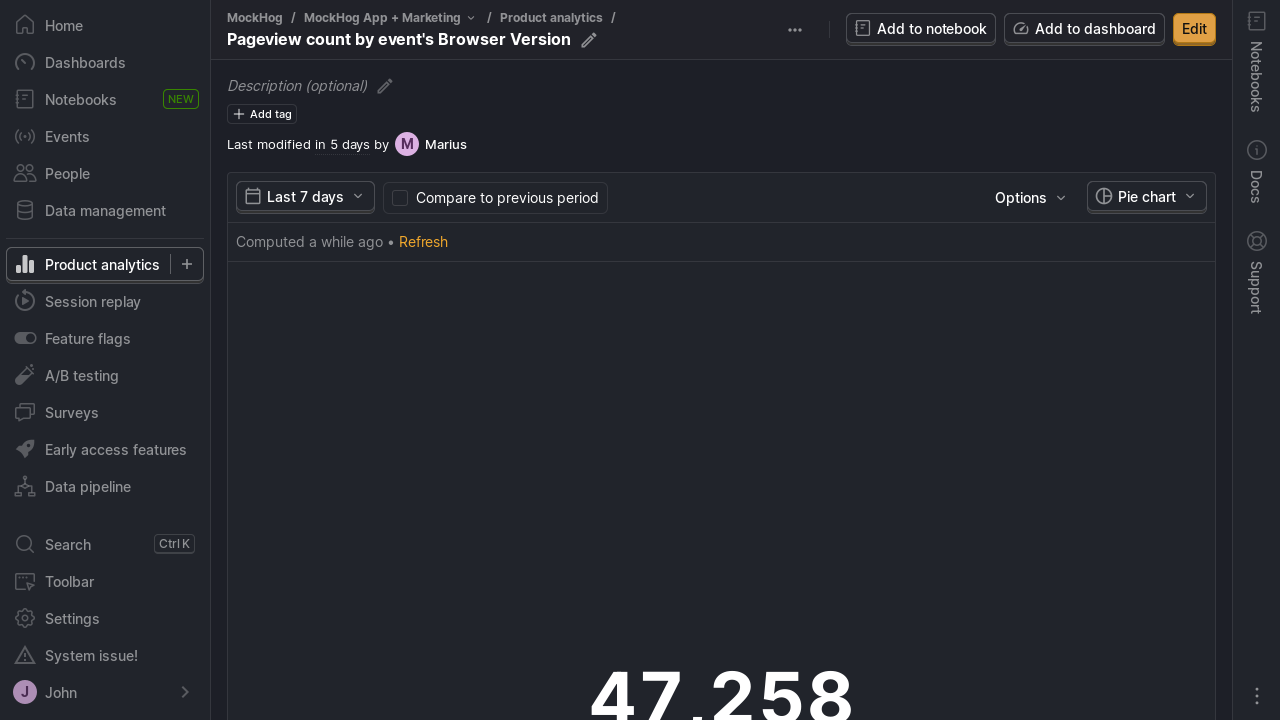 Home
Dashboards
Notebooks NEW
Events
People
Data management
Product analytics
Session replay
Feature flags
A/B testing
Surveys
Early access features
Data pipeline
Search Ctrl K
Toolbar
Settings
System issue!
J John
MockHog / MockHog App + Marketing / Product analytics /
Pageview count by event's Browser Version
Add to notebook
Add to dashboard
Edit
Description (optional)
Add tag
Last modified in 5 days by M Marius
Last 7 days
Compare to previous period
Options
Pie chart
Computed a while ago • Refresh
47,258
Notebooks
Docs
Support